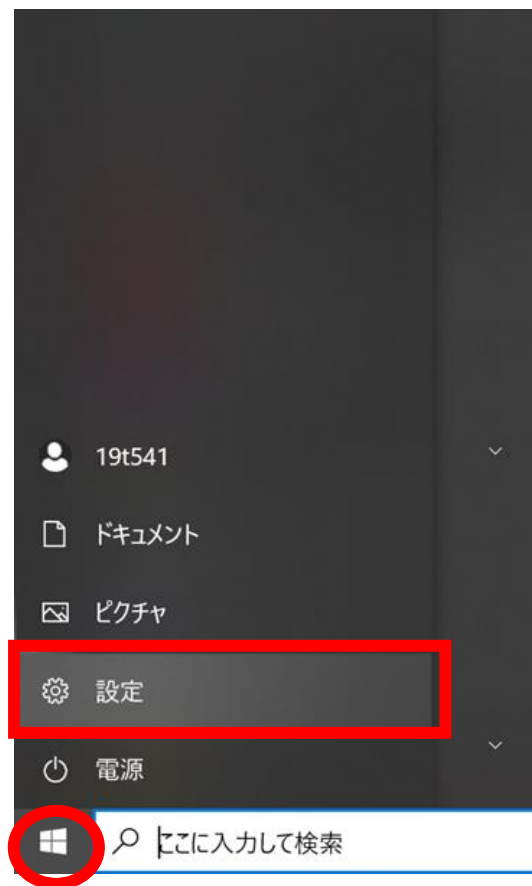 19t541
ドキュメント
ピクチャ
設定
電源
ここに入力して検索